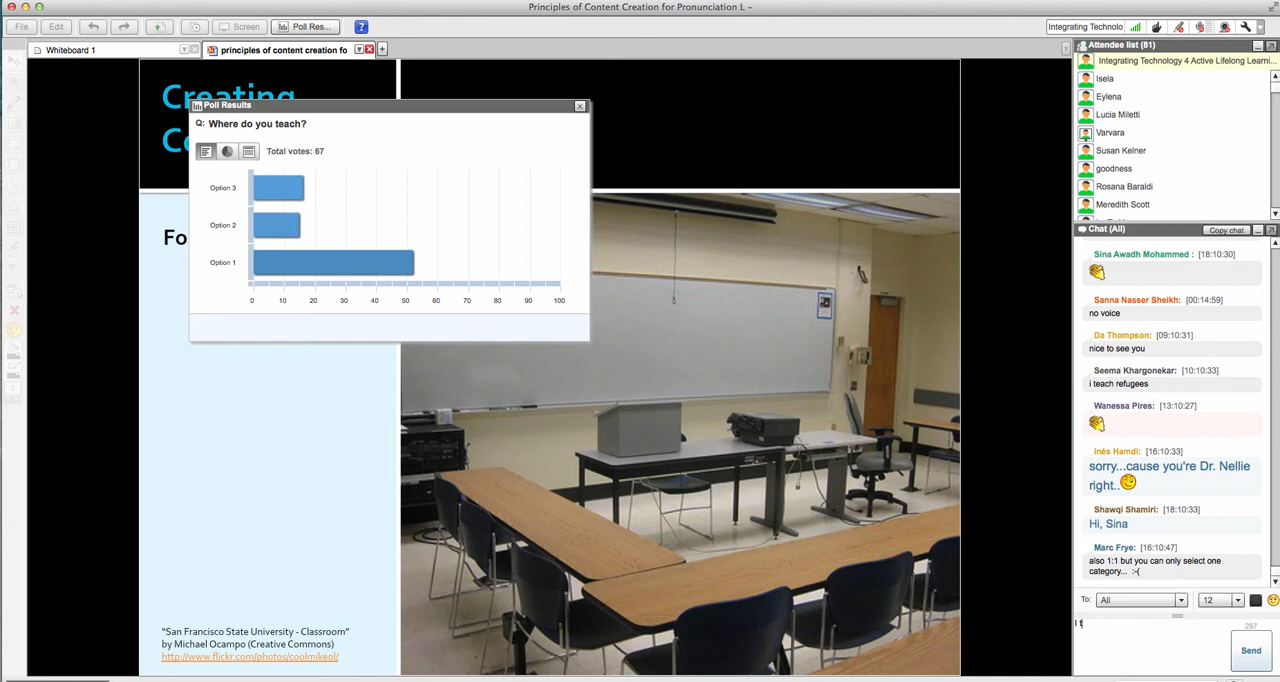 Principles of Content Creation for Pronunciation L -
File
Edit
Screen
Poll Res...
?
Integrating Technolo
Whiteboard 1
principles of content creation fo
Creating
Poll Results
Q: Where do you teach?
Total votes: 67
Option 3
Option 2
Option 1
0 10 20 30 40 50 60 70 80 90 100
Fo
"San Francisco State University - Classroom"
by Michael Ocampo (Creative Commons)
http://www.flickr.com/photos/coolmikeol/
Attendee list (81)
Integrating Technology 4 Active Lifelong Learni...
Isela
Eylena
Lucia Miletti
Varvara
Susan Kelner
goodness
Rosana Baraldi
Meredith Scott
Chat (All)
Copy chat
Sina Awadh Mohammed : [18:10:30]
Sanna Nasser Sheikh: [00:14:59]
no voice
Da Thompson: [09:10:31]
nice to see you
Seema Khargonekar: [10:10:33]
i teach refugees
Wanessa Pires: [13:10:27]
Inés Hamdi: [16:10:33]
sorry...cause you're Dr. Nellie
right..
Shawqi Shamiri: [18:10:33]
Hi, Sina
Marc Frye: [16:10:47]
also 1:1 but you can only select one
category... :-(
To:
All
12
I t
297
Send